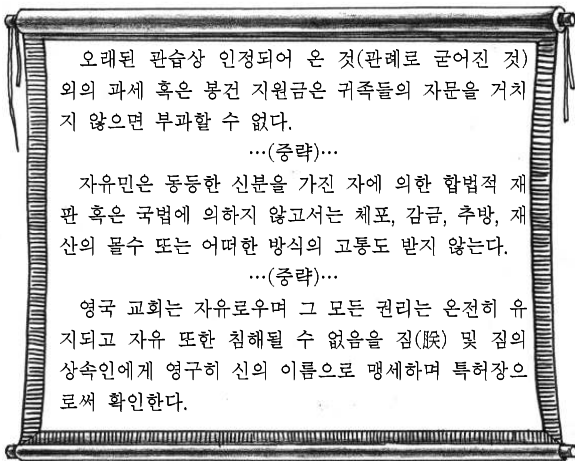 오래된 관습상 인정되어 온 것(관례로 굳어진 것)
외의 과세 혹은 봉건 지원금은 귀족들의 자문을 거치
지 않으면 부과할 수 없다.
…(중략)…
자유민은 동등한 신분을 가진 자에 의한 합법적 재
판 혹은 국법에 의하지 않고서는 체포, 감금, 추방, 재
산의 몰수 또는 어떠한 방식의 고통도 받지 않는다.
…(중략)…
영국 교회는 자유로우며 그 모든 권리는 온전히 유
지되고 자유 또한 침해될 수 없음을 짐(朕) 및 짐의
상속인에게 영구히 신의 이름으로 맹세하며 특허장으
로써 확인한다.